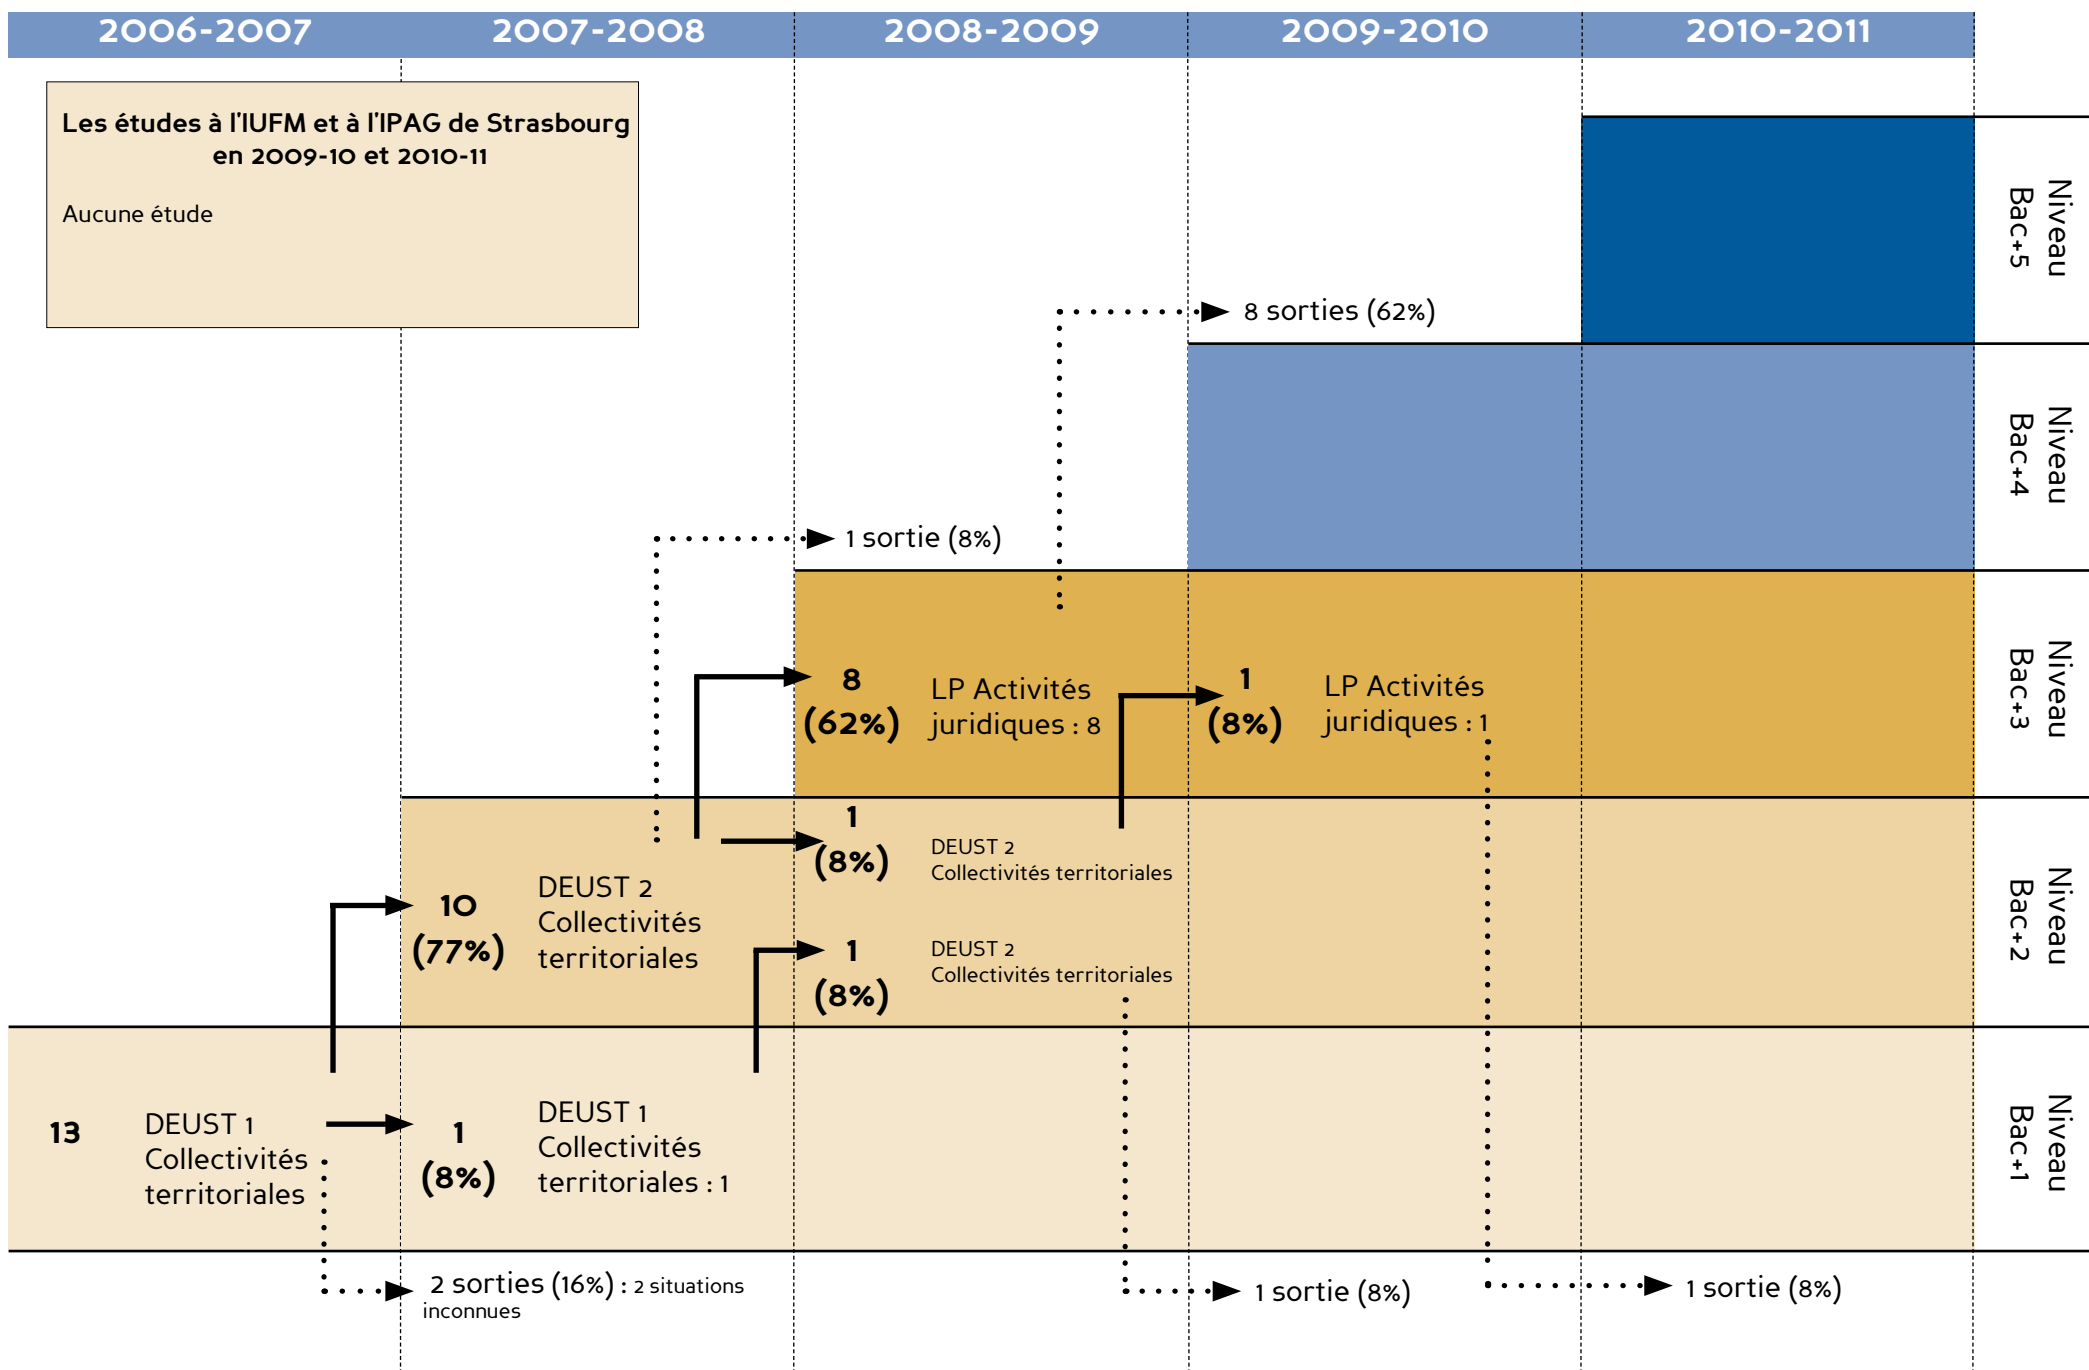 2006-2007
2007-2008
2008-2009
2009-2010
2010-2011
Les études à l'IUFM et à l'IPAG de Strasbourg
en 2009-10 et 2010-11
Aucune étude
Niveau
Bac+5
8 sorties (62%)
Niveau
Bac+4
1 sortie (8%)
8
(62%)
LP Activités
juridiques : 8
1
(8%)
LP Activités
juridiques : 1
Niveau
Bac+3
10
(77%)
DEUST 2
Collectivités
territoriales
1
(8%)
DEUST 2
Collectivités territoriales
1
(8%)
DEUST 2
Collectivités territoriales
Niveau
Bac+2
13
DEUST 1
Collectivités
territoriales
1
(8%)
DEUST 1
Collectivités
territoriales : 1
Niveau
Bac+1
2 sorties (16%) : 2 situations
inconnues
1 sortie (8%)
1 sortie (8%)